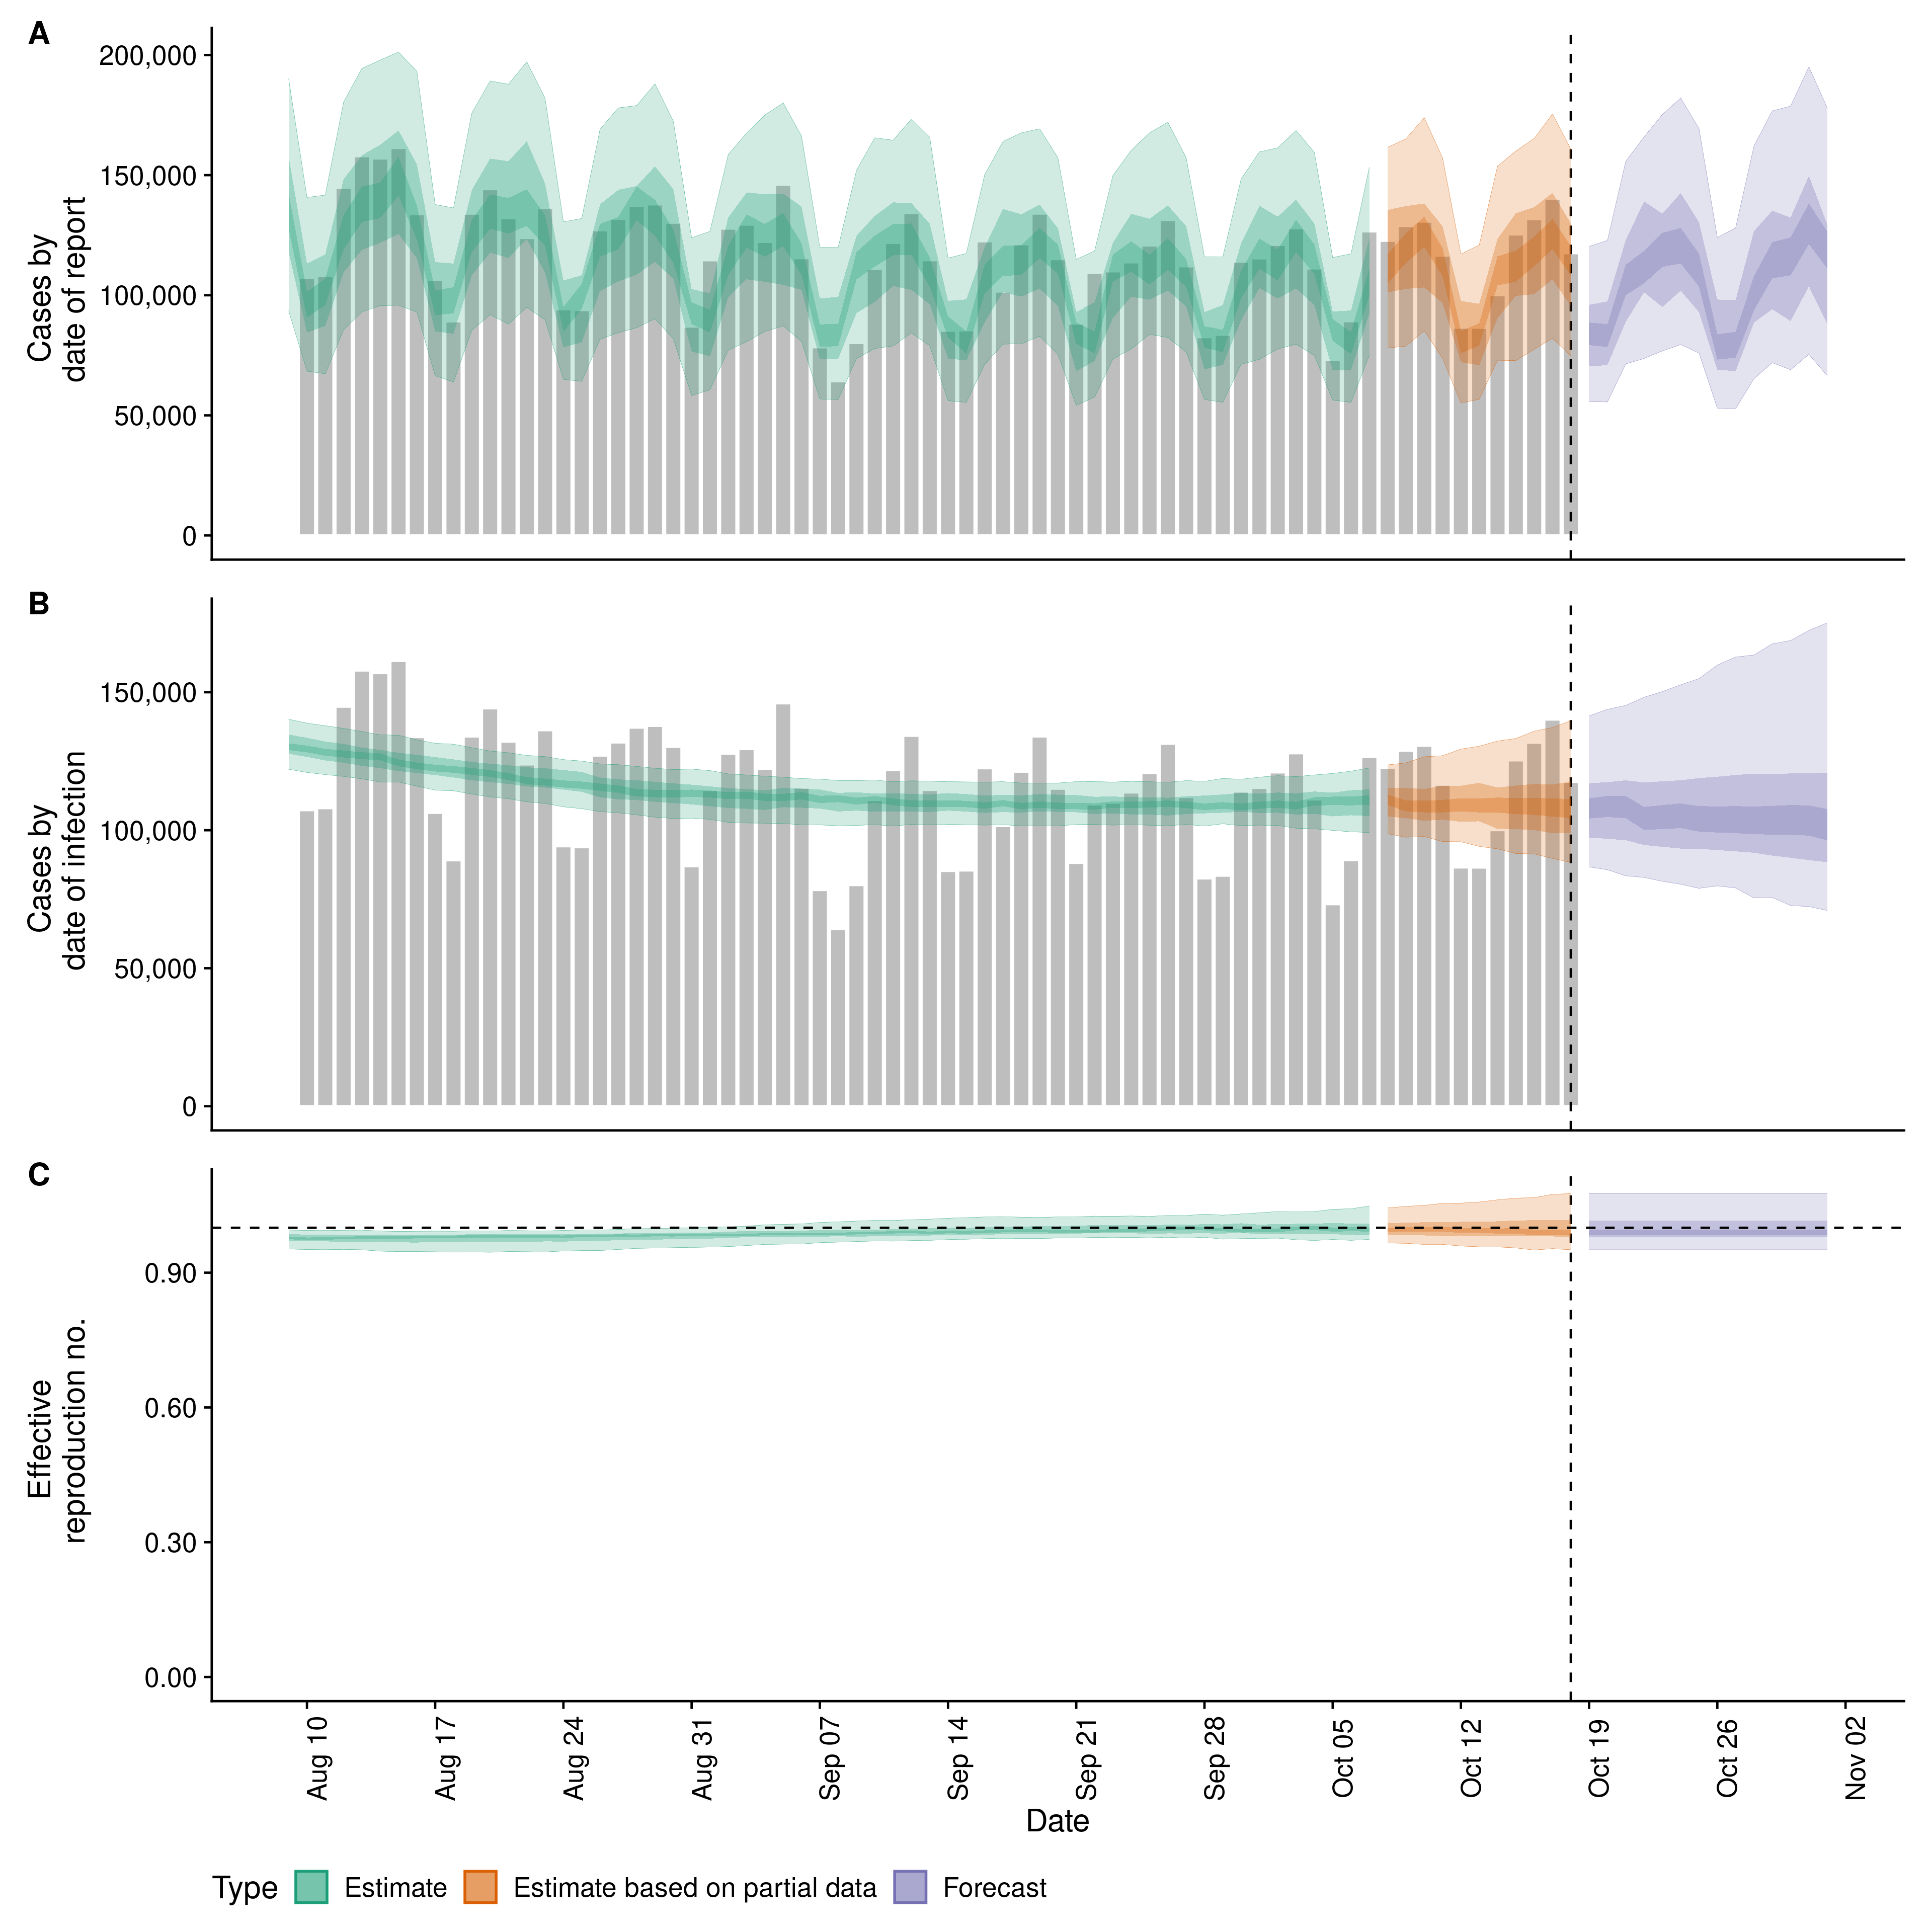 A
200,000
150,000
100,000
50,000
0
Cases by
date of report
B
150,000
100,000
50,000
0
Cases by
date of infection
C
0.90
0.60
0.30
0.00
Effective
reproduction no.
Aug 10
Aug 17
Aug 24
Aug 31
Sep 07
Sep 14
Sep 21
Sep 28
Oct 05
Oct 12
Oct 19
Oct 26
Nov 02
Date
Type Estimate Estimate based on partial data Forecast